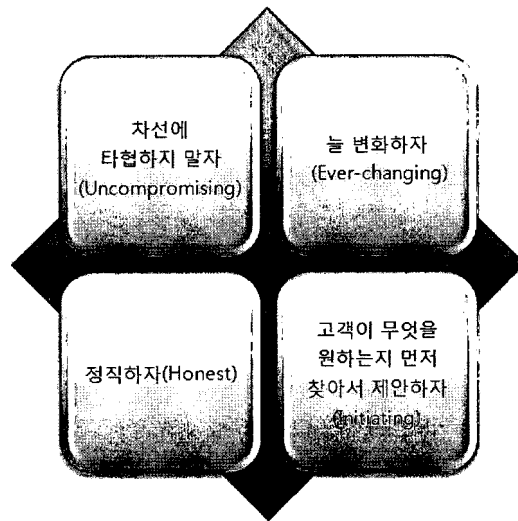 차선에
타협하지 말자
(Uncompromising)
늘 변화하자
(Ever-changing)
정직하자(Honest)
고객이 무엇을
원하는지 먼저
찾아서 제안하자
(Initiating)